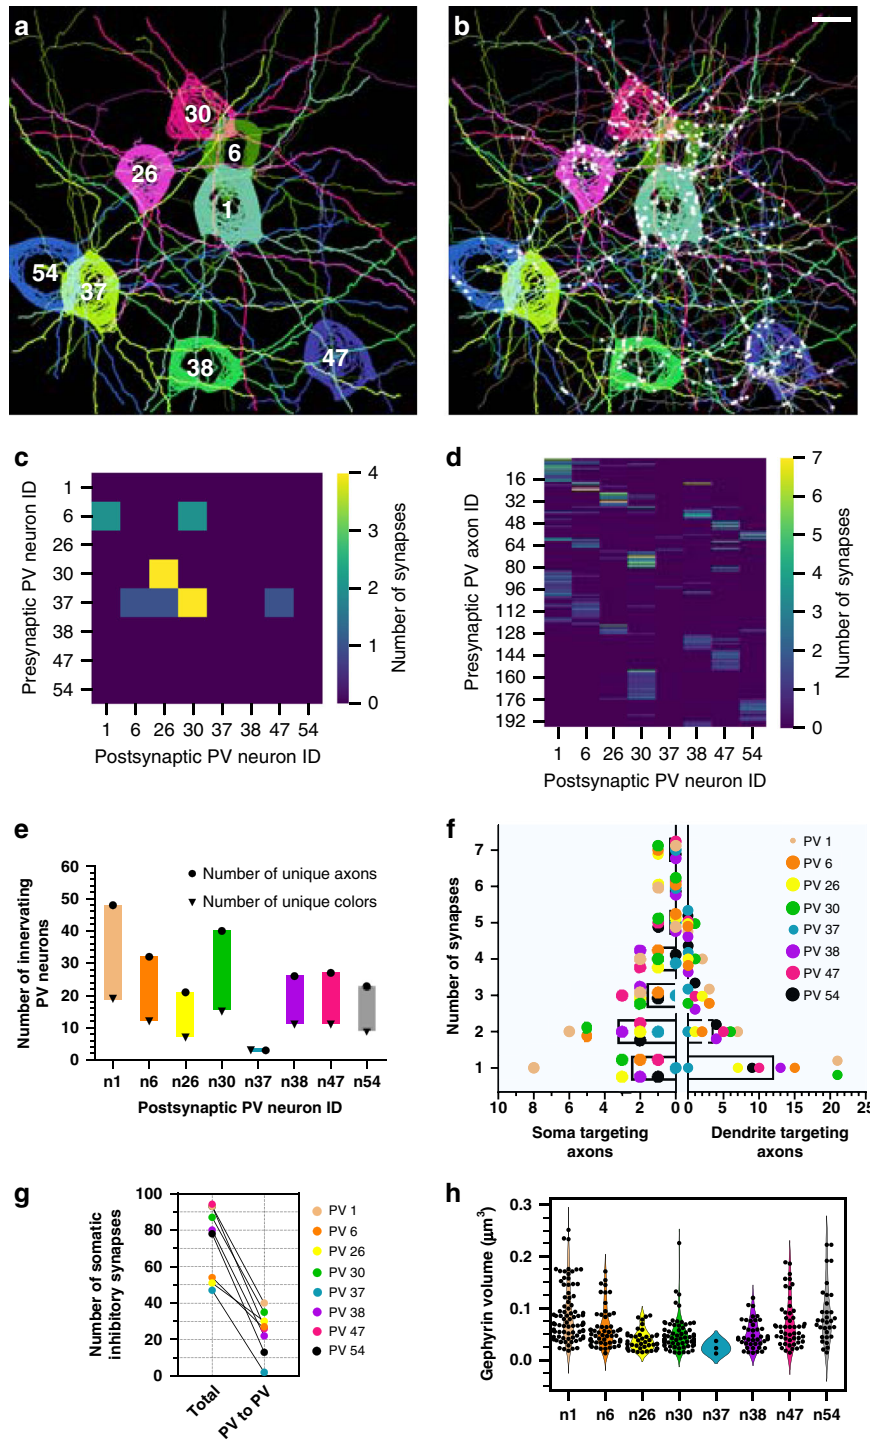 a
30
6
26
1
54
37
38
47
b
c
Presynaptic PV neuron ID
1
6
26
30
37
38
47
54
1 6 26 30 37 38 47 54
Postsynaptic PV neuron ID
4
3
2
1
0
Number of synapses
d
Presynaptic PV axon ID
16
32
48
64
80
96
112
128
144
160
176
192
1 6 26 30 37 38 47 54
Postsynaptic PV neuron ID
7
6
5
4
3
2
1
0
Number of synapses
e
Number of innervating
PV neurons
60
50
40
30
20
10
0
Number of unique axons
Number of unique colors
n1 n6 n26 n30 n37 n38 n47 n54
Postsynaptic PV neuron ID
f
Number of synapses
7
6
5
4
3
2
1
PV 1
PV 6
PV 26
PV 30
PV 37
PV 38
PV 47
PV 54
10 8 6 4 2 0 0 5 10 15 20 25
Soma targeting
axons
Dendrite targeting
axons
g
Number of somatic
inhibitory synapses
100
80
60
40
20
0
Total
PV to PV
PV 1
PV 6
PV 26
PV 30
PV 37
PV 38
PV 47
PV 54
h
Gephyrin volume (μm³)
0.3
0.2
0.1
0.0
n1 n6 n26 n30 n37 n38 n47 n54